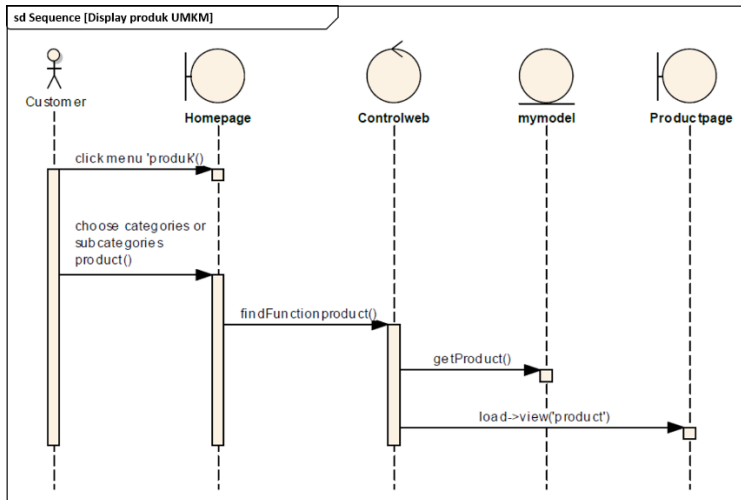 sd Sequence [Display produk UMKM]
Customer
Homepage
Controlweb
mymodel
Productpage
click menu 'produk'()
choose categories or
subcategories
product()
findFunctionproduct()
getProduct()
load->view('product')